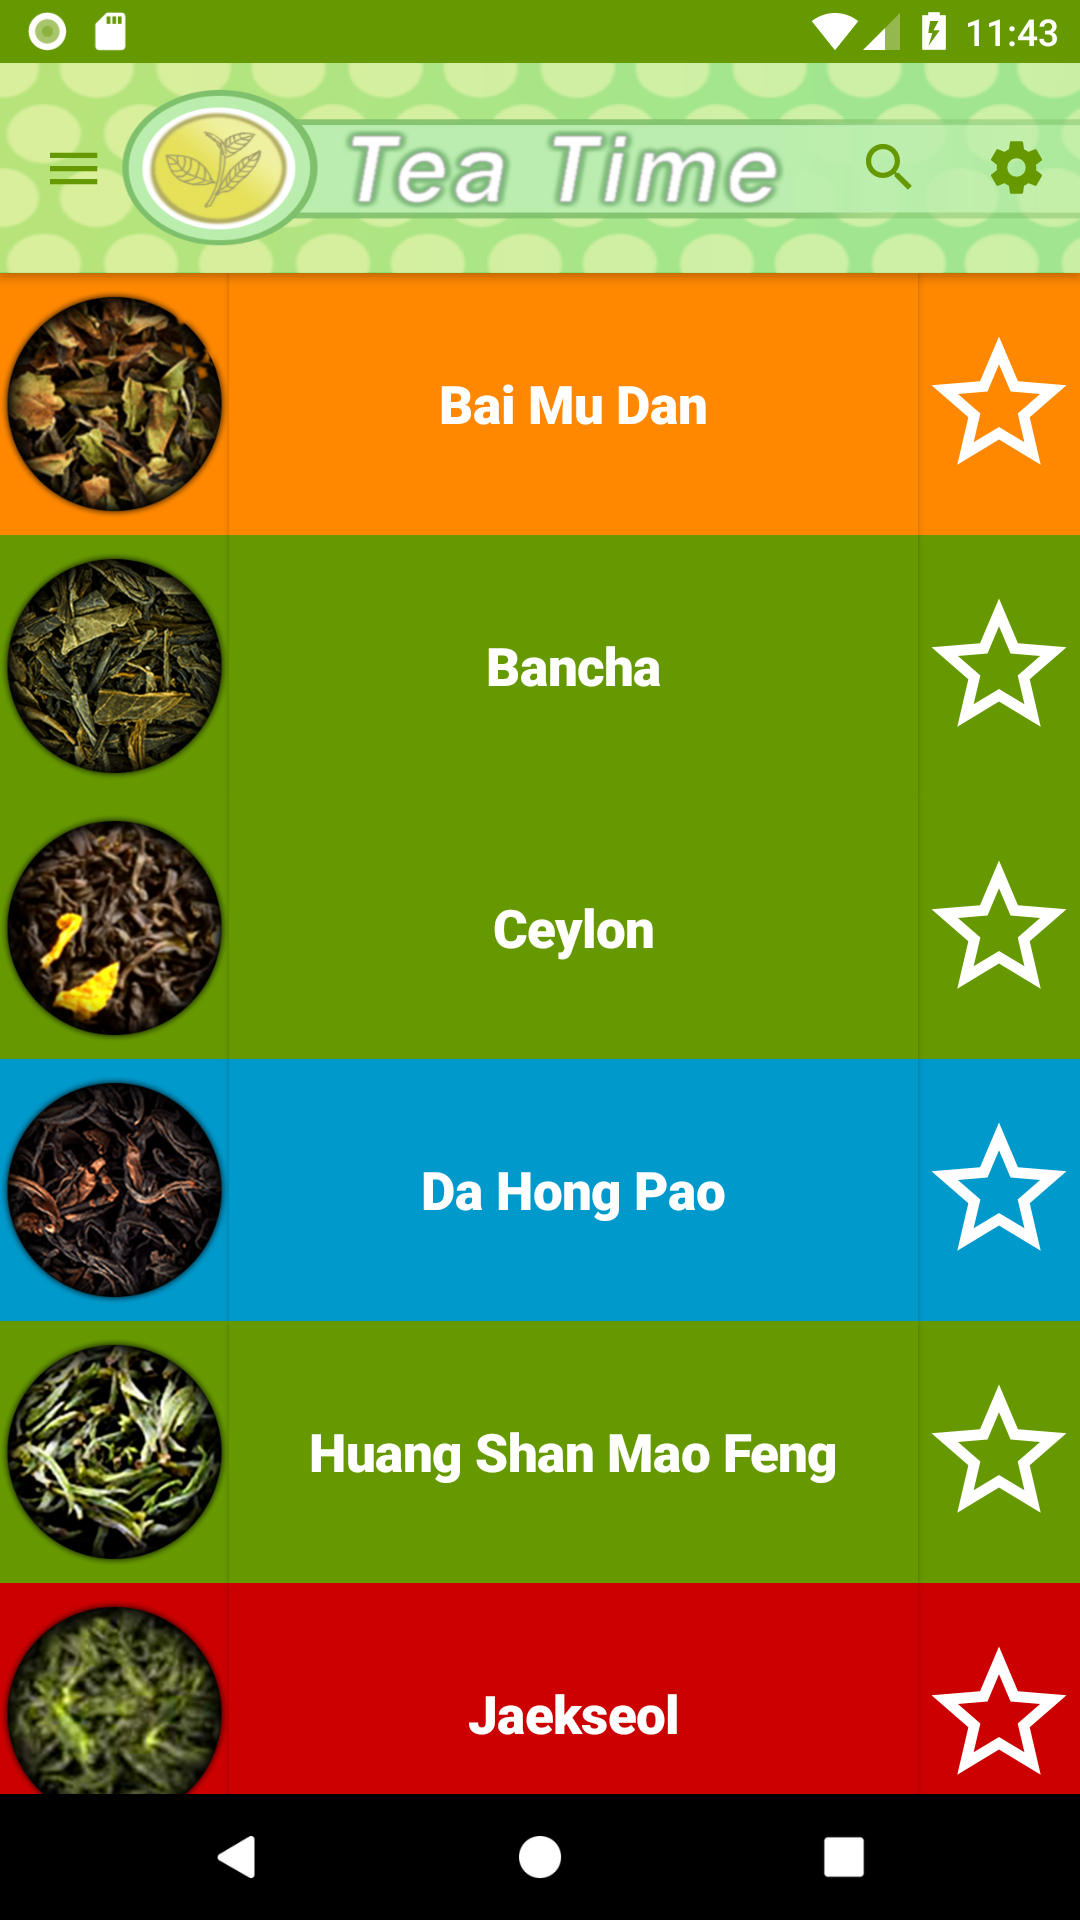 11:43
Tea Time
Bai Mu Dan
Bancha
Ceylon
Da Hong Pao
Huang Shan Mao Feng
Jaekseol